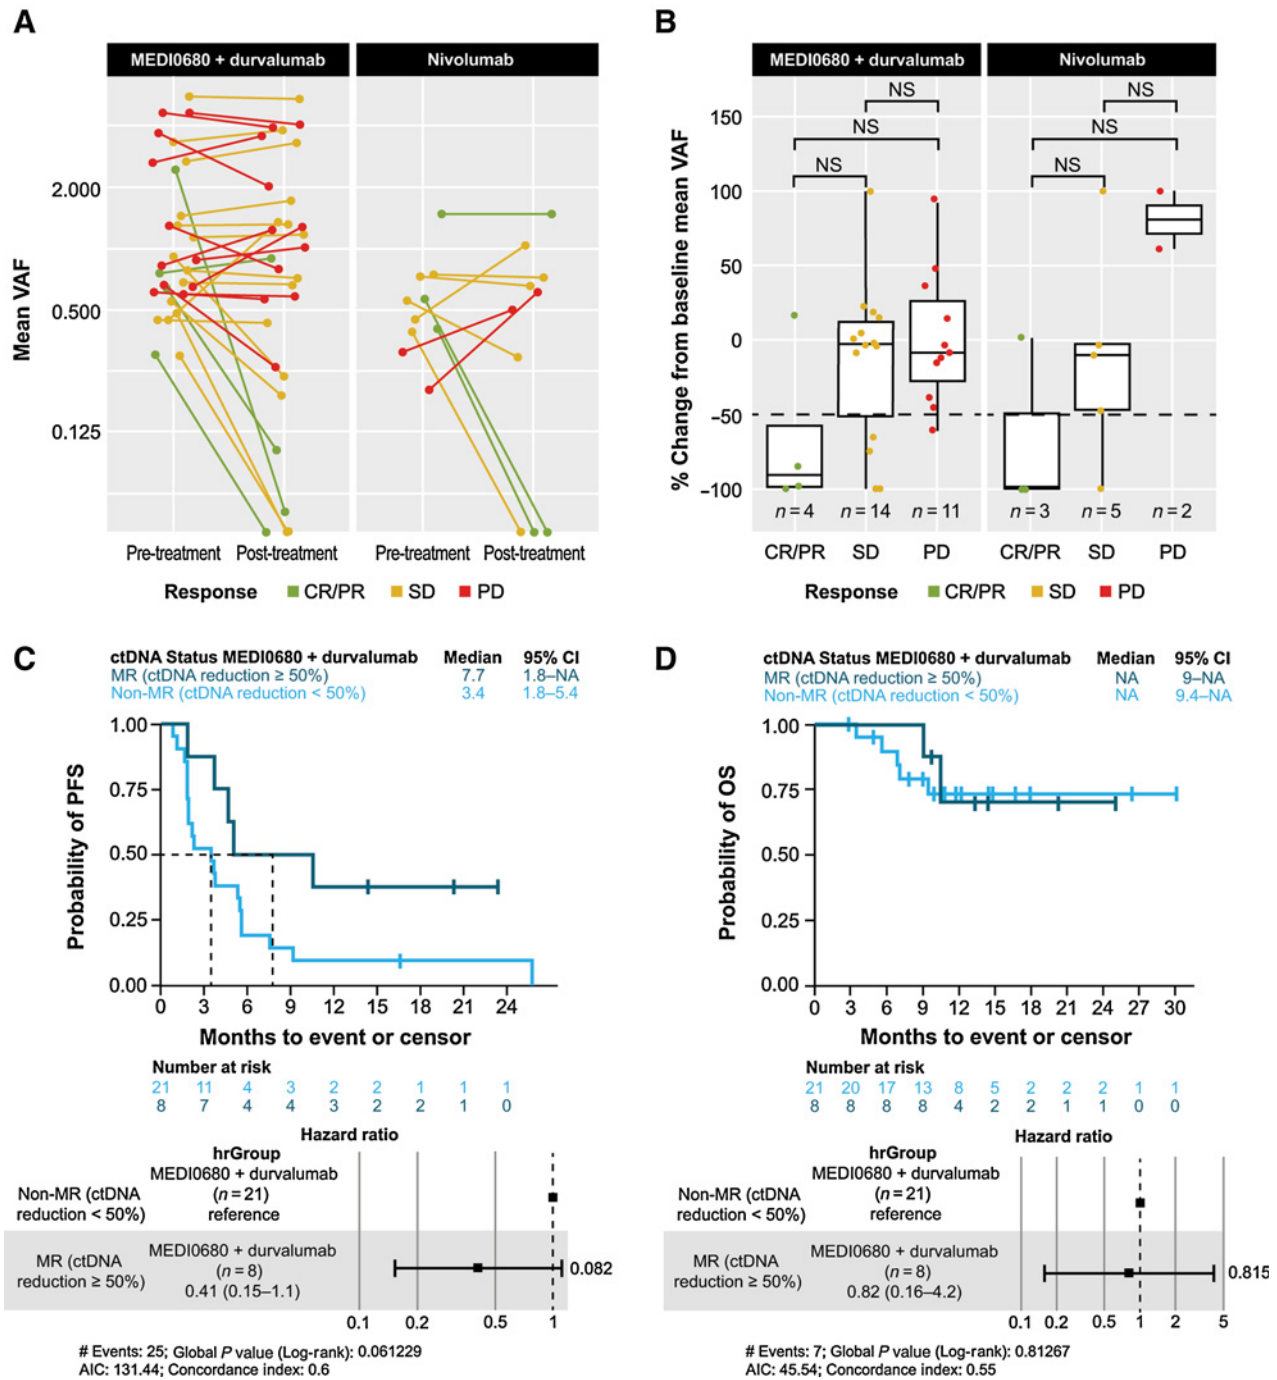 A
MEDI0680 + durvalumab
Nivolumab
Mean VAF
2.000
0.500
0.125
Pre-treatment
Post-treatment
Pre-treatment
Post-treatment
Response
CR/PR
SD
PD
B
MEDI0680 + durvalumab
Nivolumab
% Change from baseline mean VAF
150
100
50
0
−50
−100
NS
NS
NS
NS
NS
NS
n = 4
n = 14
n = 11
n = 3
n = 5
n = 2
CR/PR
SD
PD
CR/PR
SD
PD
Response
CR/PR
SD
PD
C
ctDNA Status MEDI0680 + durvalumab Median 95% CI
MR (ctDNA reduction ≥ 50%) 7.7 1.8–NA
Non-MR (ctDNA reduction < 50%) 3.4 1.8–5.4
Probability of PFS
1.00
0.75
0.50
0.25
0.00
0 3 6 9 12 15 18 21 24
Months to event or censor
Number at risk
21 11 4 3 2 2 1 1 1
8 7 4 4 3 2 2 1 0
Hazard ratio
hrGroup
MEDI0680 + durvalumab
Non-MR (ctDNA
reduction < 50%)
(n = 21)
reference
MR (ctDNA
reduction ≥ 50%)
MEDI0680 + durvalumab
(n = 8)
0.41 (0.15–1.1)
0.082
0.1 0.2 0.5 1
# Events: 25; Global P value (Log-rank): 0.061229
AIC: 131.44; Concordance index: 0.6
D
ctDNA Status MEDI0680 + durvalumab Median 95% CI
MR (ctDNA reduction ≥ 50%) NA 9–NA
Non-MR (ctDNA reduction < 50%) NA 9.4–NA
Probability of OS
1.00
0.75
0.50
0.25
0.00
0 3 6 9 12 15 18 21 24 27 30
Months to event or censor
Number at risk
21 20 17 13 8 5 2 2 2 1 1
8 8 8 8 4 2 2 1 1 0 0
Hazard ratio
hrGroup
MEDI0680 + durvalumab
Non-MR (ctDNA
reduction < 50%)
(n = 21)
reference
MR (ctDNA
reduction ≥ 50%)
MEDI0680 + durvalumab
(n = 8)
0.82 (0.16–4.2)
0.815
0.1 0.2 0.5 1 2 5
# Events: 7; Global P value (Log-rank): 0.81267
AIC: 45.54; Concordance index: 0.55